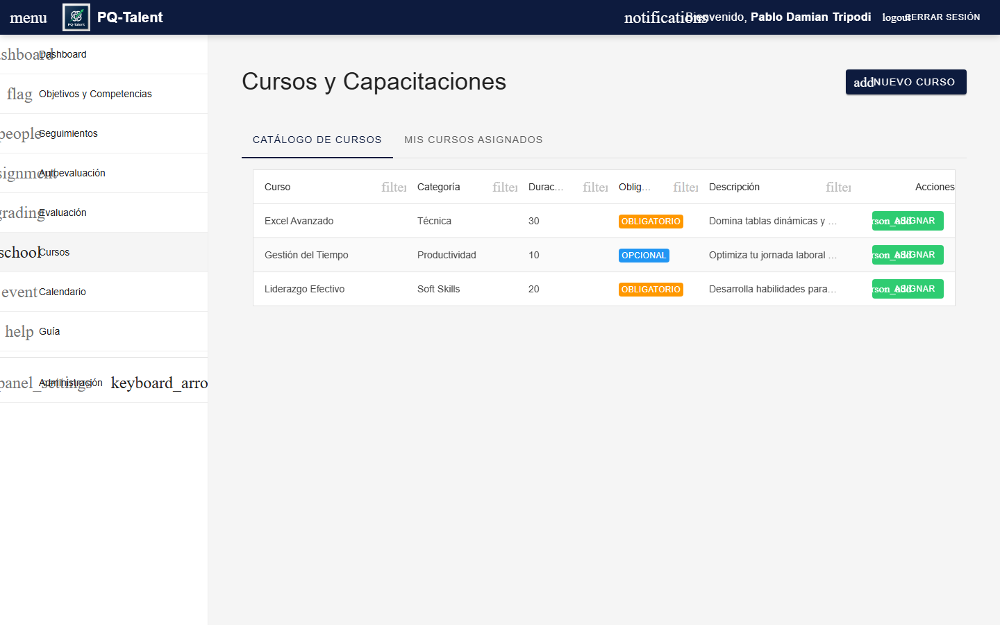 menu PQ-Talent notifications Bienvenido, Pablo Damian Tripodi logout CERRAR SESIÓN
shboard Dashboard
flag Objetivos y Competencias
people Seguimientos
signment Autoevaluación
grading Evaluación
school Cursos
event Calendario
help Guía
panel_settings Administración keyboard_arro
Cursos y Capacitaciones
add NUEVO CURSO
CATÁLOGO DE CURSOS MIS CURSOS ASIGNADOS
Curso filter Categoría filter Durac... filter Oblig... filter Descripción filter Acciones
Excel Avanzado Técnica 30 OBLIGATORIO Domina tablas dinámicas y ... rson_add ASIGNAR
Gestión del Tiempo Productividad 10 OPCIONAL Optimiza tu jornada laboral ... rson_add ASIGNAR
Liderazgo Efectivo Soft Skills 20 OBLIGATORIO Desarrolla habilidades para... rson_add ASIGNAR